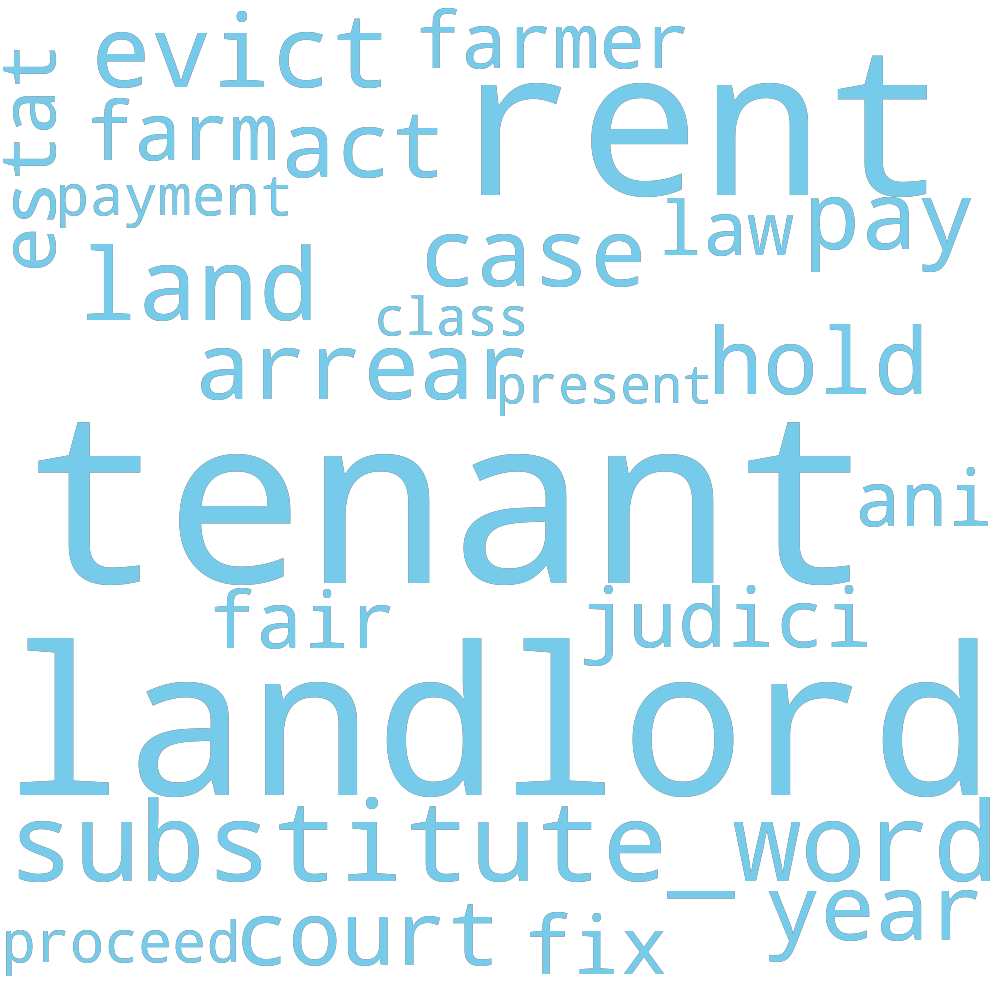 evict farmer
estat
rent
farm act
payment
law pay
case
land
class
hold
arrear
present
tenant
ani
fair judici
landlord
substitute_word
year
proceed court fix